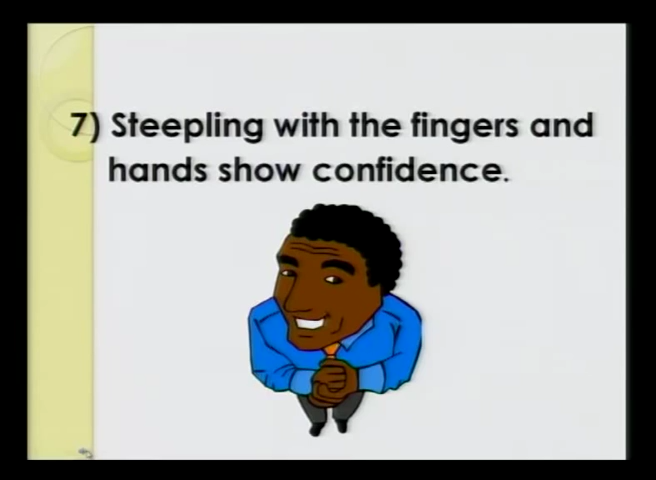 7) Steepling with the fingers and
hands show confidence.